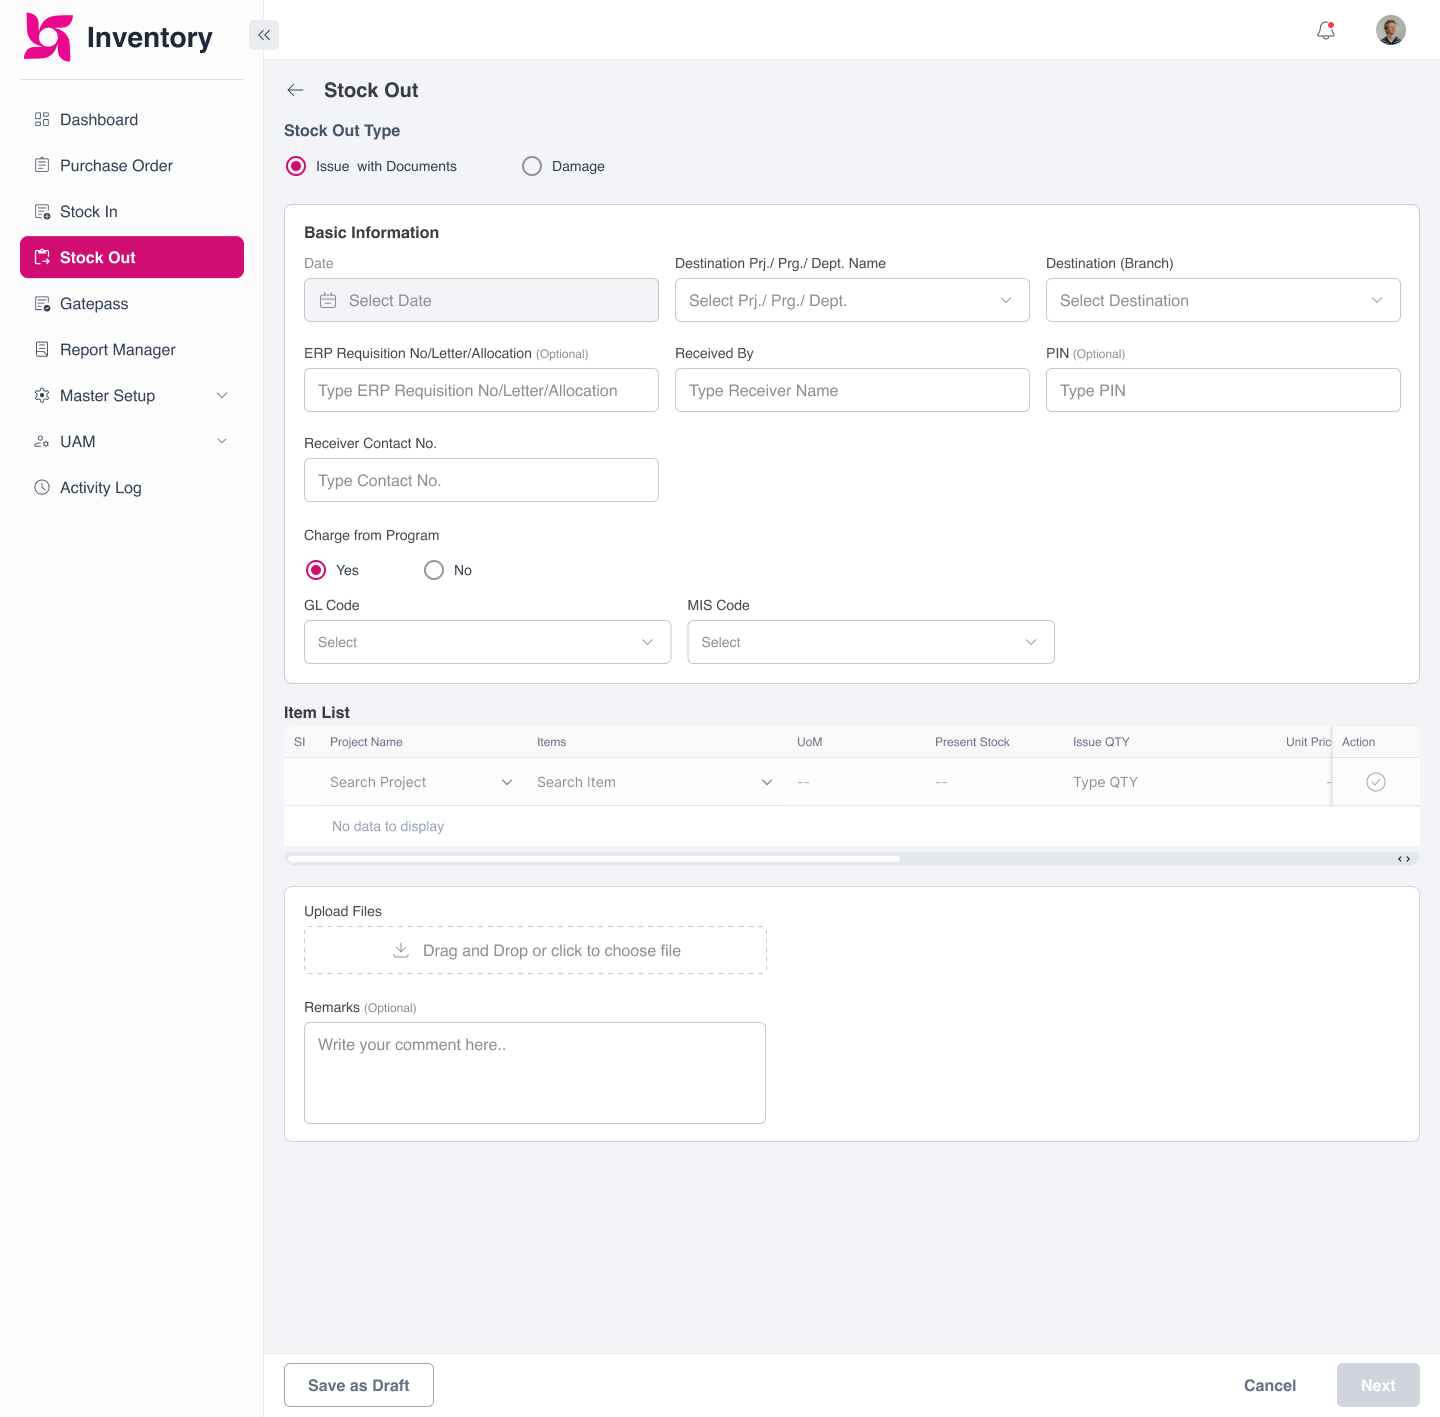 Inventory
Dashboard
Purchase Order
Stock In
Stock Out
Gatepass
Report Manager
Master Setup
UAM
Activity Log
Stock Out
Stock Out Type
Issue  with Documents
Damage
Basic Information
Date
Destination Prj./ Prg./ Dept. Name
Destination (Branch)
Select Date
Select Prj./ Prg./ Dept.
Select Destination
ERP Requisition No/Letter/Allocation (Optional)
Received By
PIN (Optional)
Type ERP Requisition No/Letter/Allocation
Type Receiver Name
Type PIN
Receiver Contact No.
Type Contact No.
Charge from Program
Yes
No
GL Code
MIS Code
Select
Select
Item List
SI
Project Name
Items
UoM
Present Stock
Issue QTY
Unit Pric
Action
Search Project
Search Item
--
--
Type QTY
-
No data to display
Upload Files
Drag and Drop or click to choose file
Remarks (Optional)
Write your comment here..
Save as Draft
Cancel
Next